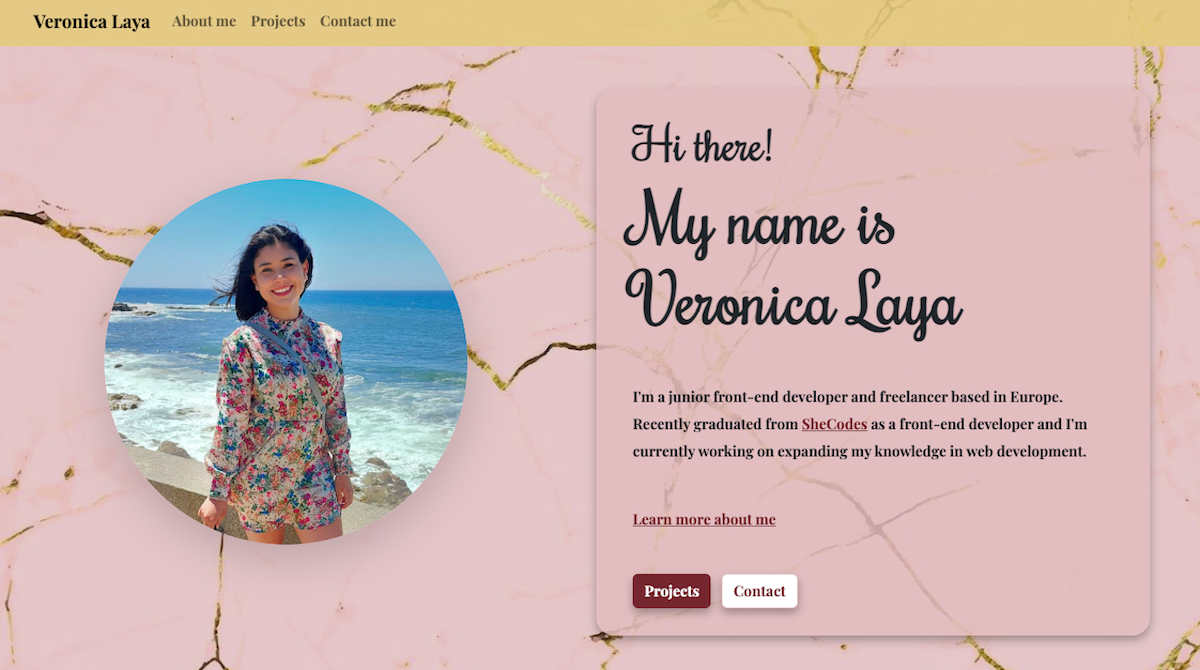 Veronica Laya About me Projects Contact me
Hi there!
My name is
Veronica Laya
I'm a junior front-end developer and freelancer based in Europe.
Recently graduated from SheCodes as a front-end developer and I'm
currently working on expanding my knowledge in web development.
Learn more about me
Projects Contact